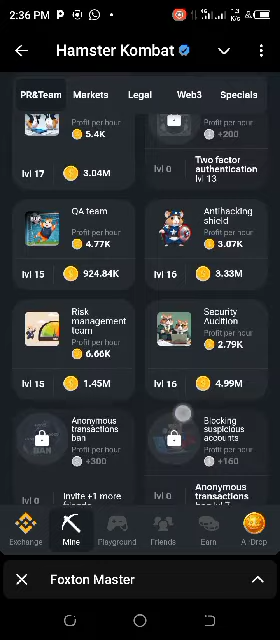 2:36 PM
Hamster Kombat
PR&Team
Markets
Legal
Web3
Specials
Profit per hour
5.4K
lvl 17
3.04M
Profit per hour
+200
lvl 0
Two factor
authentication
lvl 13
QA team
Profit per hour
4.77K
lvl 15
924.84K
Antihacking
shield
Profit per hour
3.07K
lvl 16
3.33M
Risk
management
team
Profit per hour
6.66K
lvl 15
1.45M
Security
Audition
Profit per hour
2.79K
lvl 16
4.99M
BAN
Anonymous
transactions
ban
Profit per hour
+300
lvl 0
Invite +1 more
friends
Blocking
suspicious
accounts
Profit per hour
+160
lvl 0
Anonymous
transactions
ban lvl 7
Exchange
Mine
Playground
Friends
Earn
AirDrop
Foxton Master